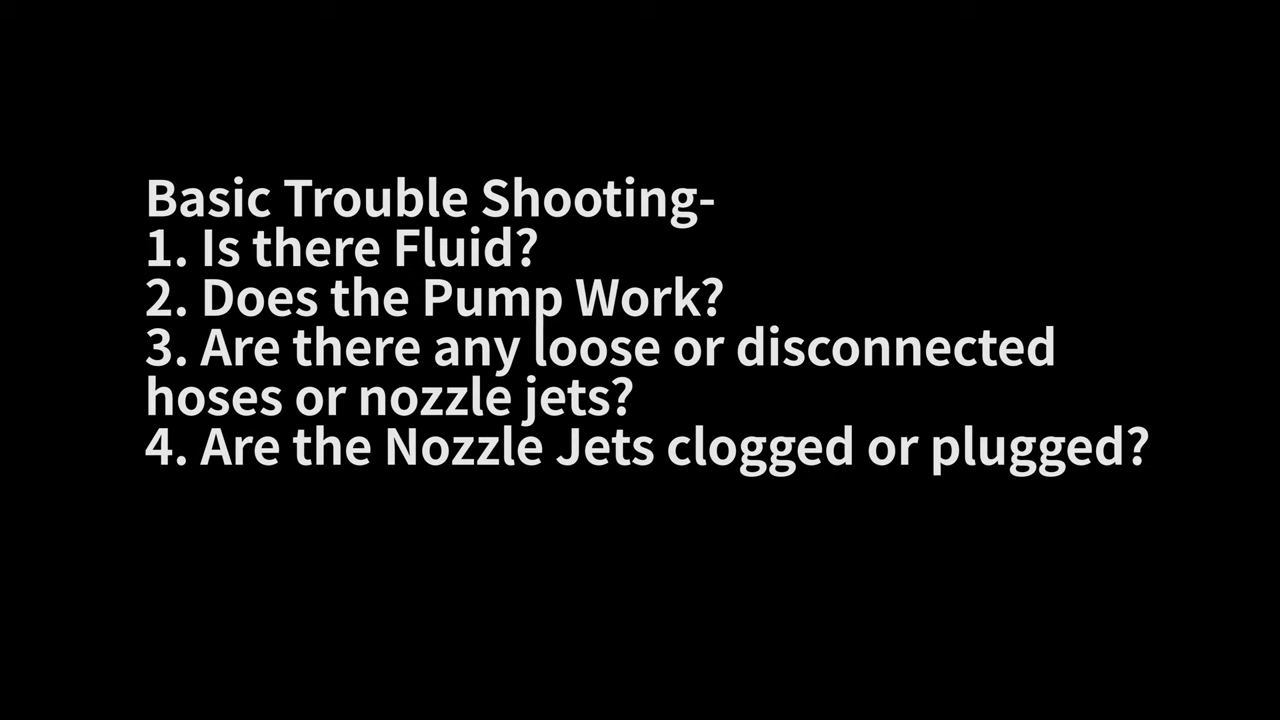 Basic Trouble Shooting-
1. Is there Fluid?
2. Does the Pump Work?
3. Are there any loose or disconnected
hoses or nozzle jets?
4. Are the Nozzle Jets clogged or plugged?